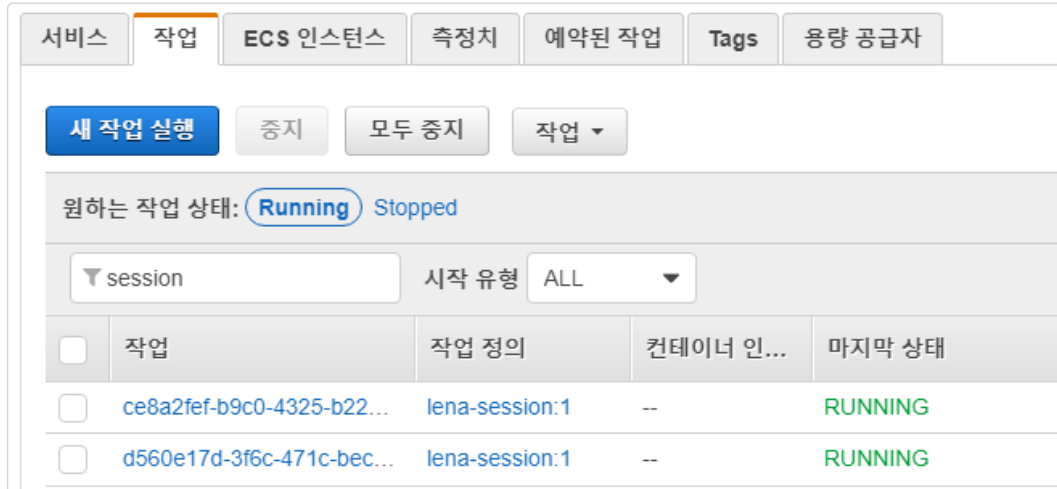 서비스 작업 ECS 인스턴스 측정치 예약된 작업 Tags 용량 공급자
새 작업 실행 중지 모두 중지 작업
원하는 작업 상태: Running Stopped
session 시작 유형 ALL
작업 작업 정의 컨테이너 인... 마지막 상태
ce8a2fef-b9c0-4325-b22... lena-session:1 -- RUNNING
d560e17d-3f6c-471c-bec... lena-session:1 -- RUNNING